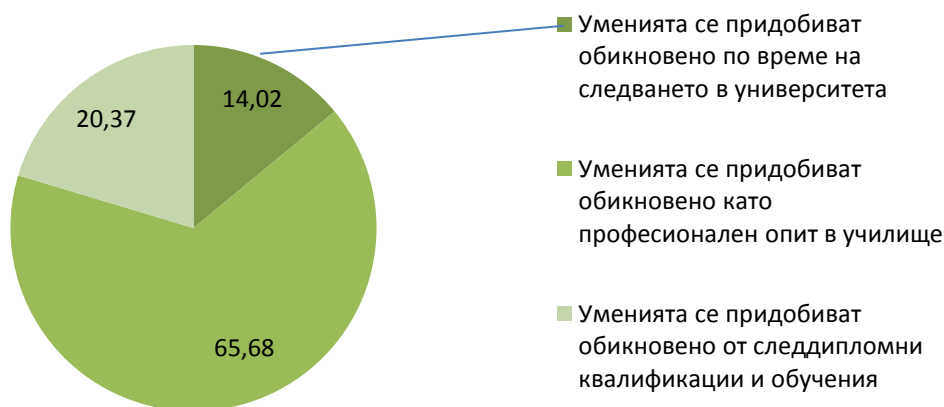 Уменията се придобиват
обикновено по време на
следването в университета
14,02
20,37
Уменията се придобиват
обикновено като
професионален опит в училище
65,68
Уменията се придобиват
обикновено от следдипломни
квалификации и обучения